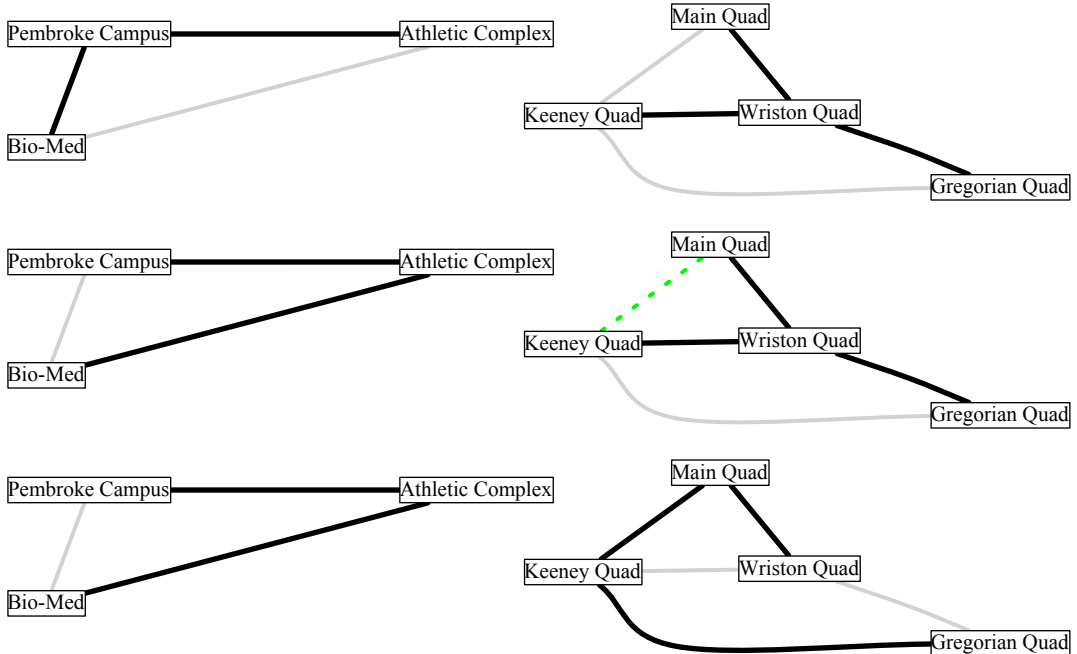 Pembroke Campus
Athletic Complex
Bio-Med
Main Quad
Keeney Quad
Wriston Quad
Gregorian Quad
Pembroke Campus
Athletic Complex
Bio-Med
Main Quad
Keeney Quad
Wriston Quad
Gregorian Quad
Pembroke Campus
Athletic Complex
Bio-Med
Main Quad
Keeney Quad
Wriston Quad
Gregorian Quad